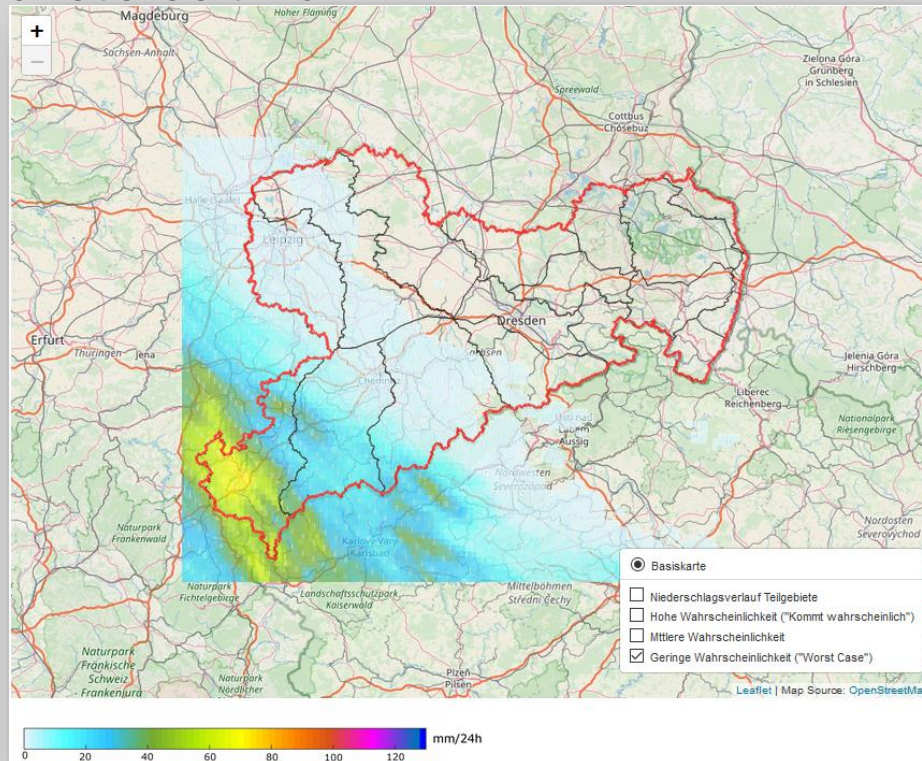 Hoher Fläming
Magdeburg
+
−
Sachsen-Anhalt
Zielona Góra
Grünberg
in Schlesien
Spreewald
Cottbus
Chóśebuz
Halle (Saale)
Leipzig
Erfurt
Thüringen
Jena
Dresden
Sachsen
Chemnitz
Jelenia Góra
Hirschberg
Liberec
Reichenberg
Ústí nad
Labem
Aussig
Nationalpark
Riesengebirge
Nordwesten
Severozápad
Nordosten
Severovýchod
Naturpark
Frankenwald
Karlovy Vary
Karlsbad
Naturpark
Fichtelgebirge
Landschaftsschutzpark
Kaiserwald
Mittelböhmen
Střední Čechy
Naturpark
Fränkische
Schweiz
- Frankenjura
Naturpark
Nördlicher
Plzeň
Pilsen
Basiskarte
Niederschlagsverlauf Teilgebiete
Hohe Wahrscheinlichkeit ("Kommt wahrscheinlich")
Mttlere Wahrscheinlichkeit
Geringe Wahrscheinlichkeit ("Worst Case")
Leaflet | Map Source: OpenStreetMa
mm/24h
0 20 40 60 80 100 120